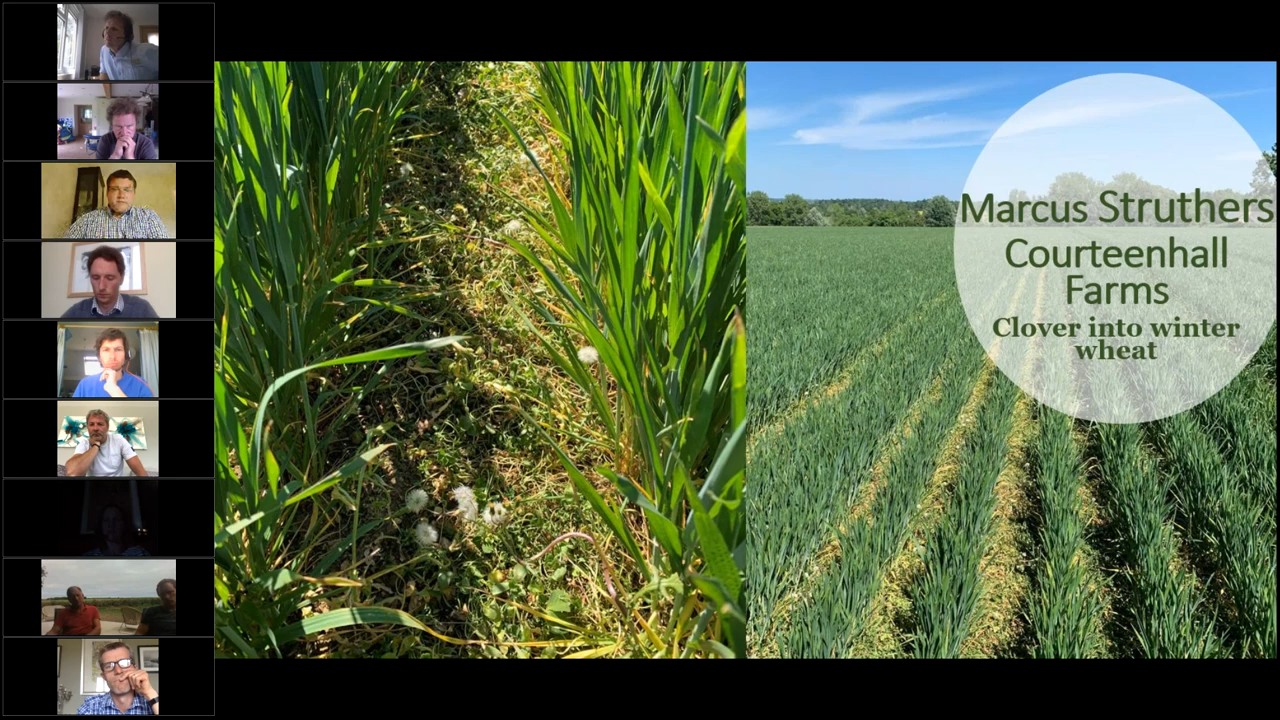 Marcus Struthers
Courteenhall
Farms
Clover into winter
wheat